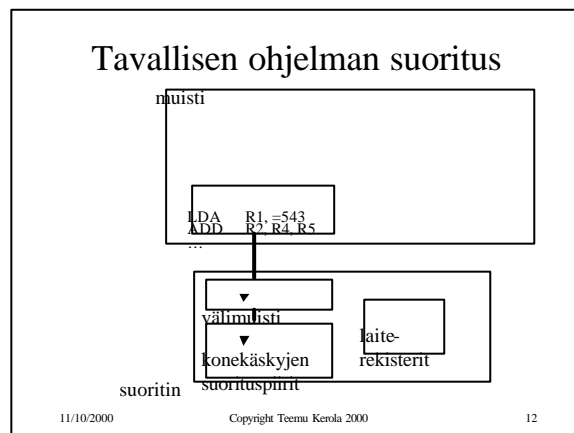 Tavallisen ohjelman suoritus
muisti
LDA R1, =543
ADD R2, R4, R5
…
välimuisti
laite-
rekisterit
konekäskyjen
suorituspiirit
suoritin
11/10/2000 Copyright Teemu Kerola 2000 12